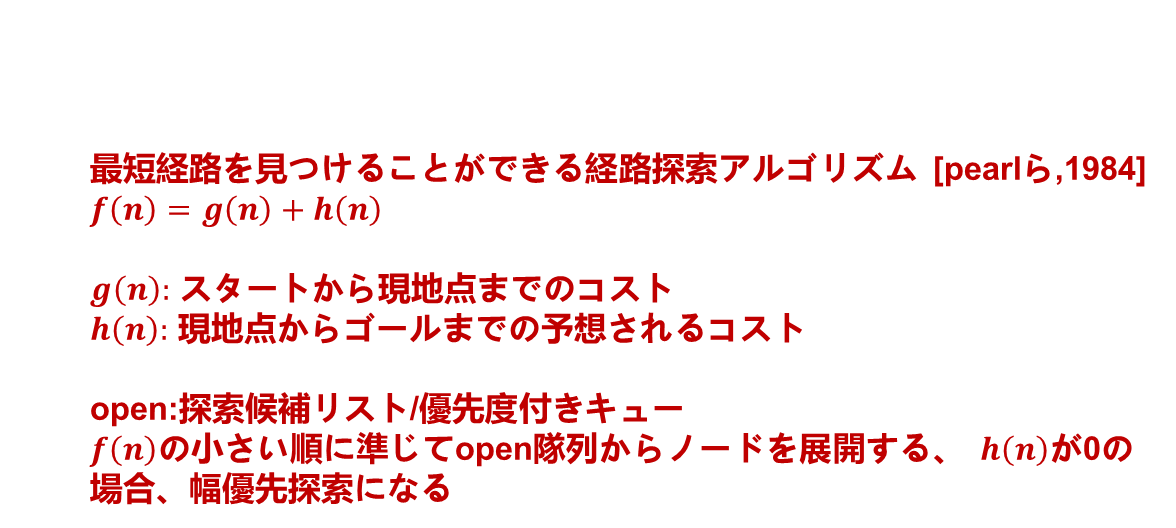 最短経路を見つけることができる経路探索アルゴリズム [pearlら,1984]
f(n) = g(n) + h(n)
g(n): スタートから現地点までのコスト
h(n): 現地点からゴールまでの予想されるコスト
open:探索候補リスト/優先度付きキュー
f(n)の小さい順に準じてopen隊列からノードを展開する、 h(n)が0の
場合、幅優先探索になる